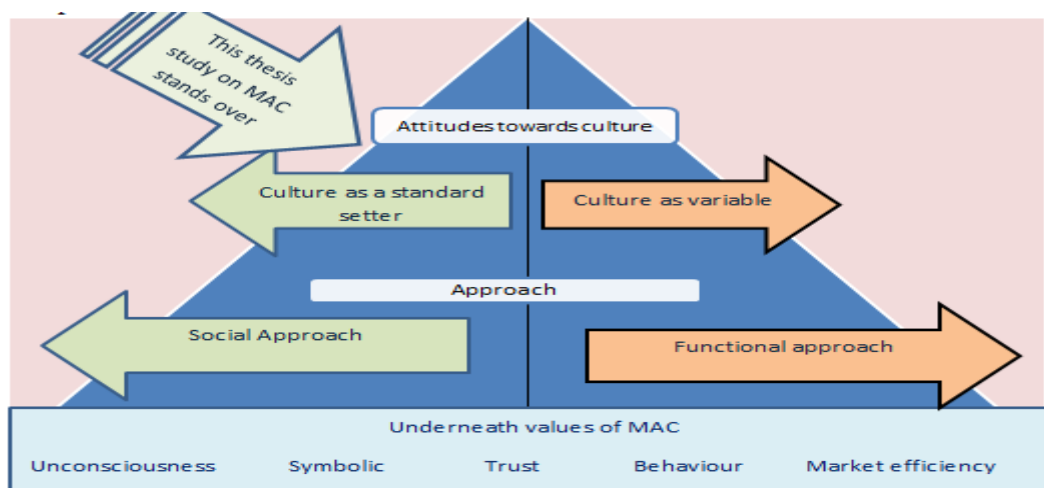 This thesis
study on MAC
stands over
Attitudes towards culture
Culture as a standard
setter
Culture as variable
Approach
Social Approach
Functional approach
Underneath values of MAC
Unconsciousness Symbolic Trust Behaviour Market efficiency